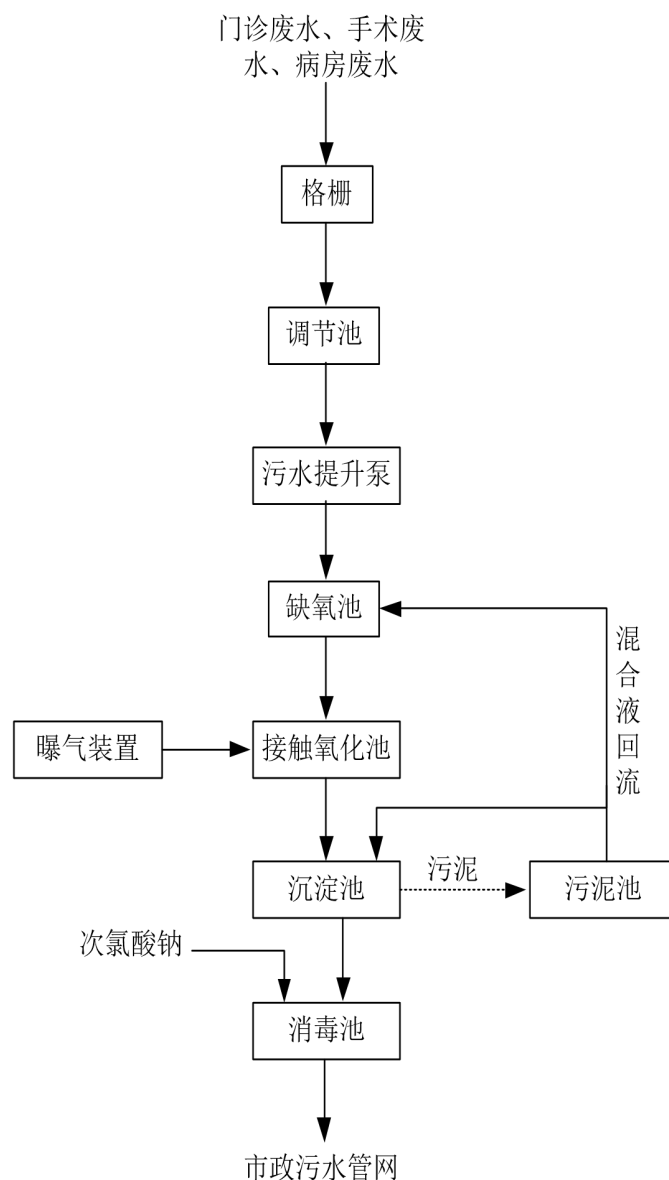 门诊废水、手术废
水、病房废水
格栅
调节池
污水提升泵
缺氧池
混合液回流
曝气装置
接触氧化池
沉淀池
污泥
污泥池
次氯酸钠
消毒池
市政污水管网